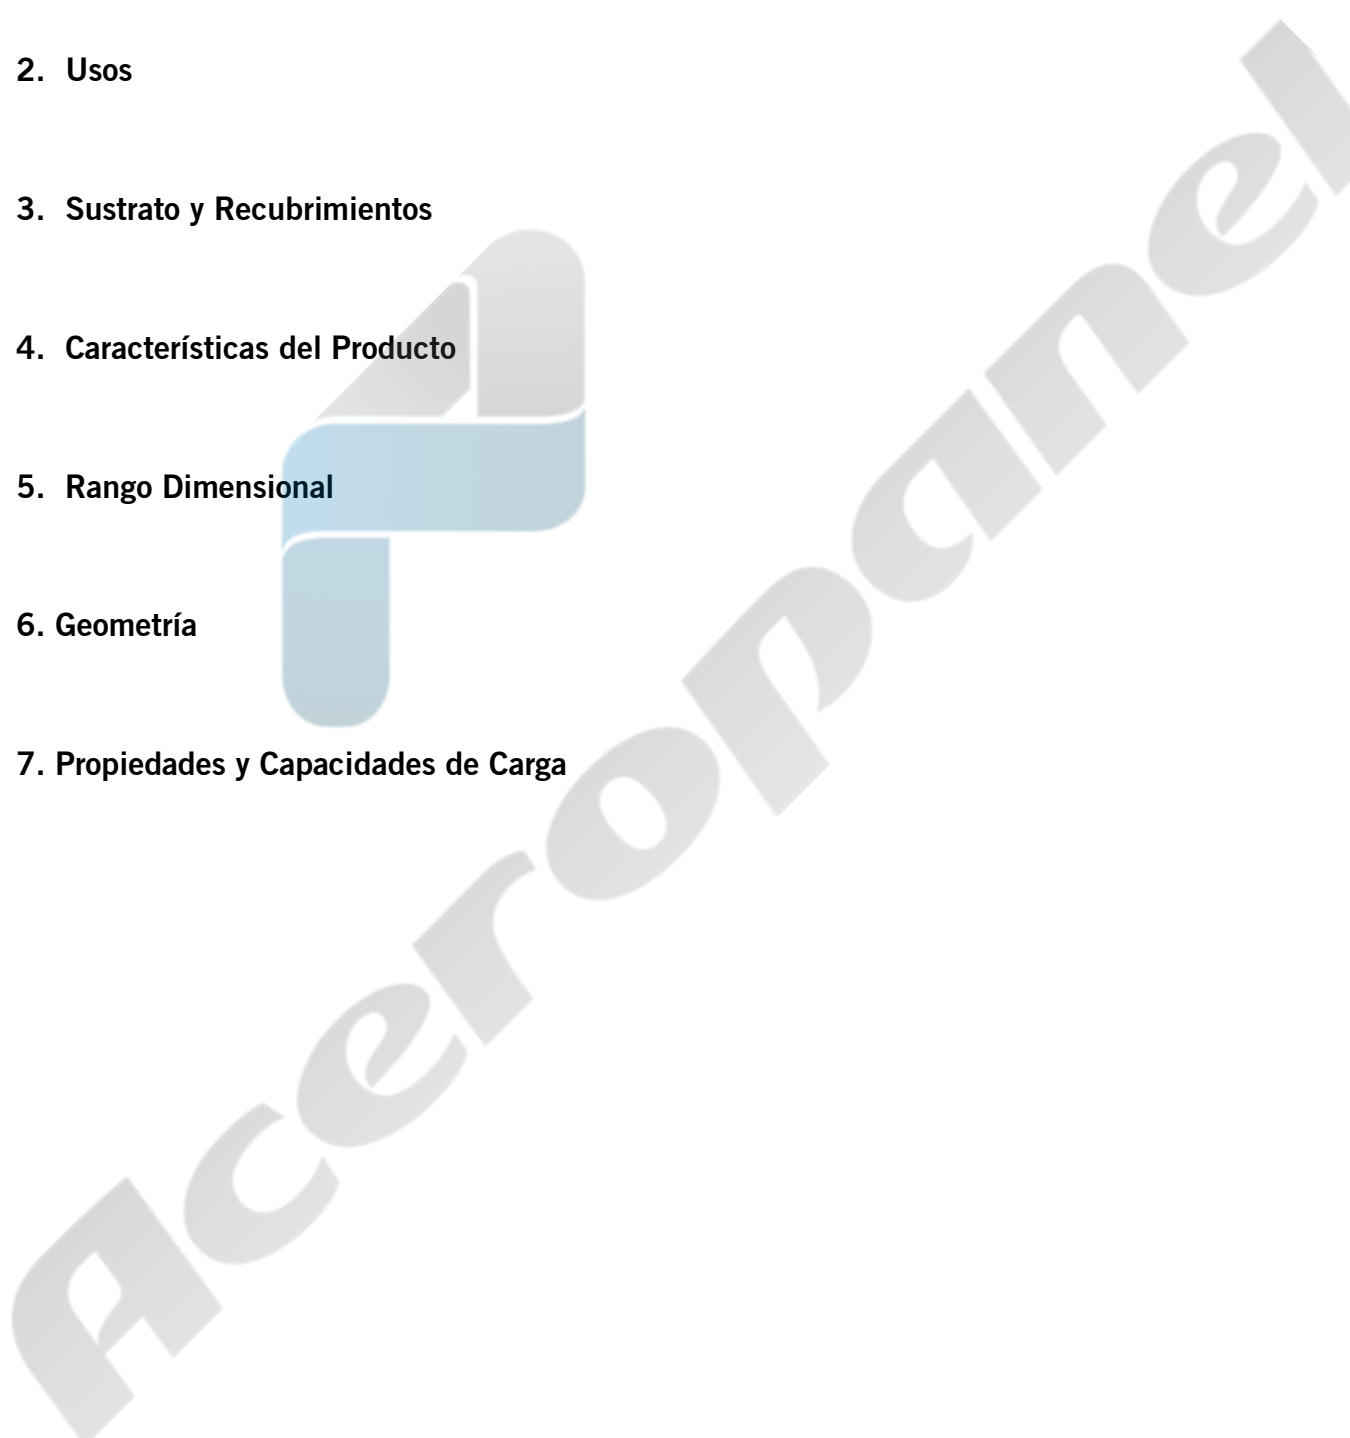 2. Usos
3. Sustrato y Recubrimientos
4. Características del Producto
5. Rango Dimensional
6. Geometría
7. Propiedades y Capacidades de Carga
Aceropanel